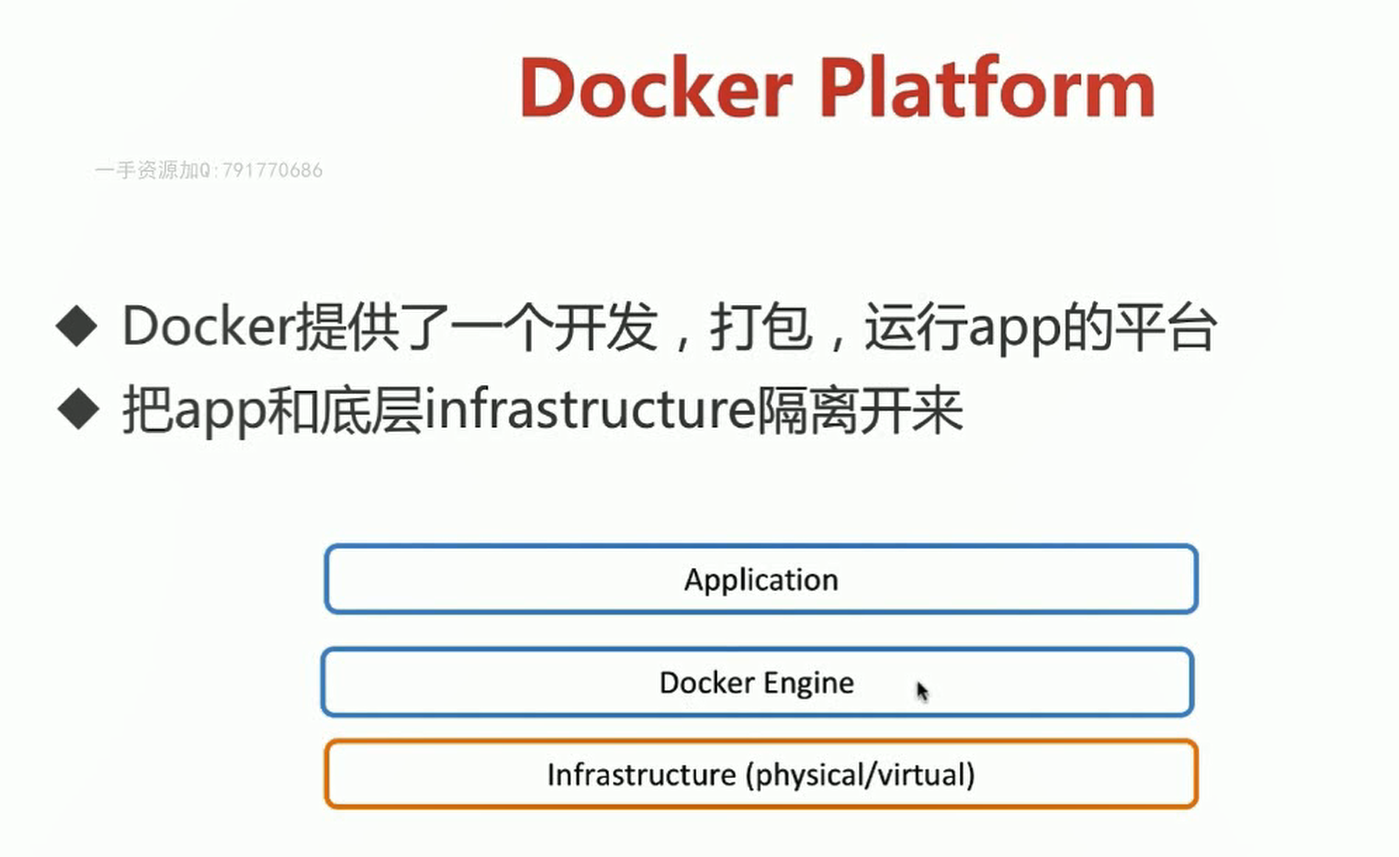 Docker Platform
一手资源加Q:791770686
Docker提供了一个开发，打包，运行app的平台
把app和底层infrastructure隔离开来
Application
Docker Engine
Infrastructure (physical/virtual)